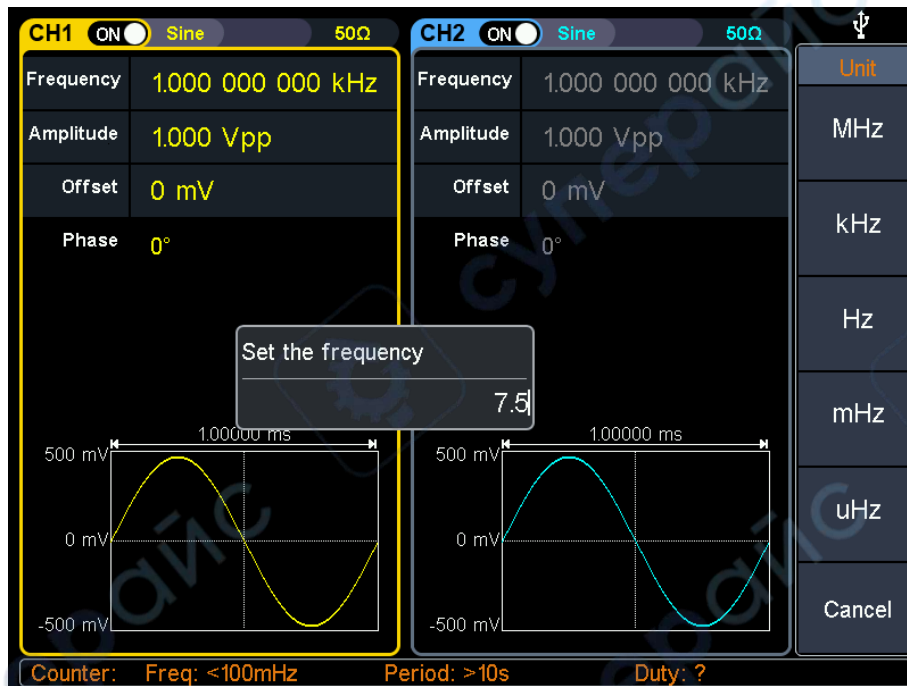 CH1 ON Sine 50Ω
Frequency 1.000 000 000 kHz
Amplitude 1.000 Vpp
Offset 0 mV
Phase 0°
1.00000 ms
500 mV
0 mV
-500 mV
CH2 ON Sine 50Ω
Frequency 1.000 000 000 kHz
Amplitude 1.000 Vpp
Offset 0 mV
Phase 0°
1.00000 ms
500 mV
0 mV
-500 mV
Set the frequency
7.5
Unit
MHz
kHz
Hz
mHz
uHz
Cancel
Counter: Freq: <100mHz Period: >10s Duty: ?
суперайс